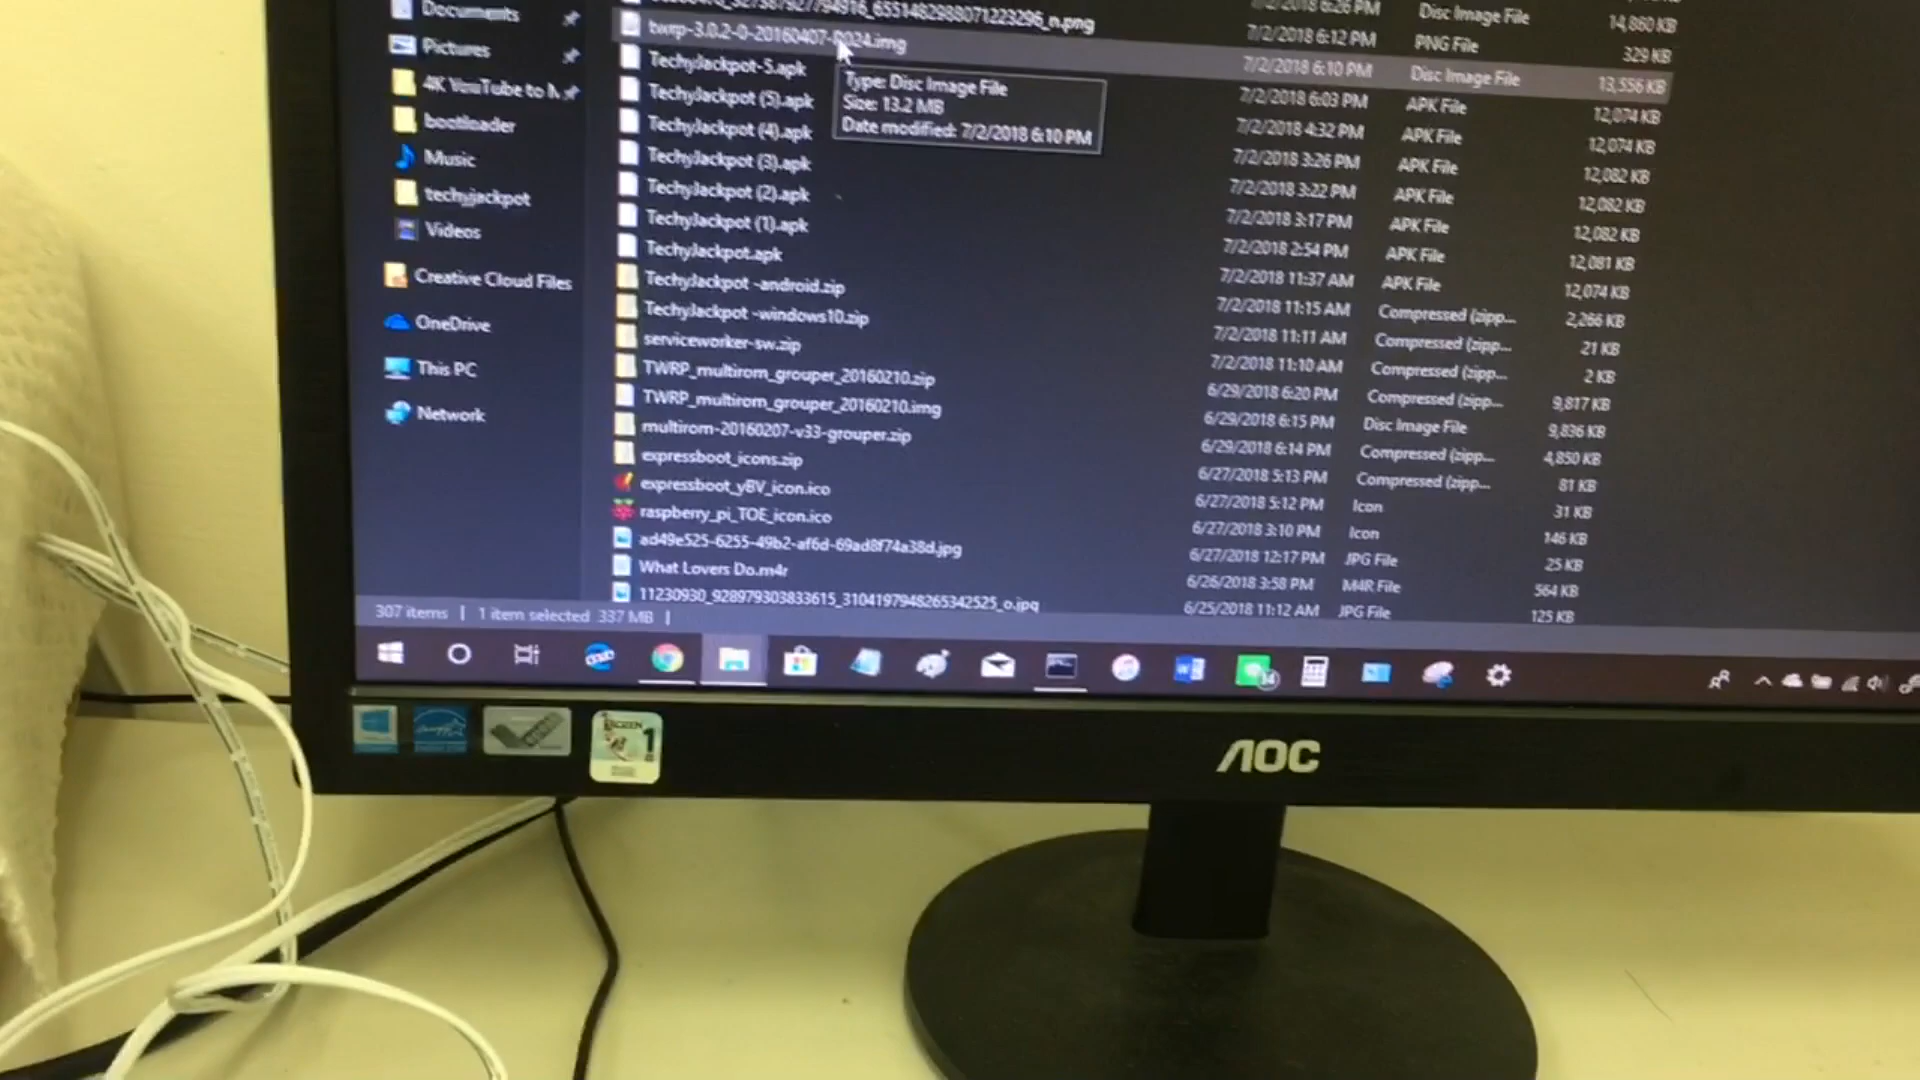 Documents
Pictures
4K YouTube to M
bootloader
Music
techyjackpot
Videos
Creative Cloud Files
OneDrive
This PC
Network
7/2/2018 6:26 PM Disc Image File 14,860 KB
7/2/2018 6:12 PM PNG File 329 KB
twrp-3.0.2-0-20160407- .img 7/2/2018 6:10 PM Disc Image File 13,556 KB
TechyJackpot-5.apk 7/2/2018 6:03 PM APK File 12,074 KB
TechyJackpot (5).apk 7/2/2018 4:32 PM APK File 12,074 KB
TechyJackpot (4).apk 7/2/2018 3:26 PM APK File 12,082 KB
TechyJackpot (3).apk 7/2/2018 3:22 PM APK File 12,082 KB
TechyJackpot (2).apk 7/2/2018 3:17 PM APK File 12,082 KB
TechyJackpot (1).apk 7/2/2018 2:54 PM APK File 12,081 KB
TechyJackpot.apk 7/2/2018 11:37 AM APK File 12,074 KB
TechyJackpot -android.zip 7/2/2018 11:15 AM Compressed (zipp... 2,266 KB
TechyJackpot -windows10.zip 7/2/2018 11:11 AM Compressed (zipp... 21 KB
serviceworker-sw.zip 7/2/2018 11:10 AM Compressed (zipp... 2 KB
TWRP_multirom_grouper_20160210.zip 6/29/2018 6:20 PM Compressed (zipp... 9,817 KB
TWRP_multirom_grouper_20160210.img 6/29/2018 6:15 PM Disc Image File 9,836 KB
multirom-20160207-v33-grouper.zip 6/29/2018 6:14 PM Compressed (zipp... 4,850 KB
expressboot_icons.zip 6/27/2018 5:13 PM Compressed (zipp... 81 KB
expressboot_yBV_icon.ico 6/27/2018 5:12 PM Icon 31 KB
raspberry_pi_TOE_icon.ico 6/27/2018 3:10 PM Icon 146 KB
ad49e525-6255-49b2-af6d-69ad8f74a38d.jpg 6/27/2018 12:17 PM JPG File 25 KB
What Lovers Do.m4r 6/26/2018 3:58 PM M4R File 564 KB
11230930_928979303833615_3104197948265342525_o.jpg 6/25/2018 11:12 AM JPG File 125 KB
Type: Disc Image File
Size: 13.2 MB
Date modified: 7/2/2018 6:10 PM
307 items 1 item selected 337 MB
AOC